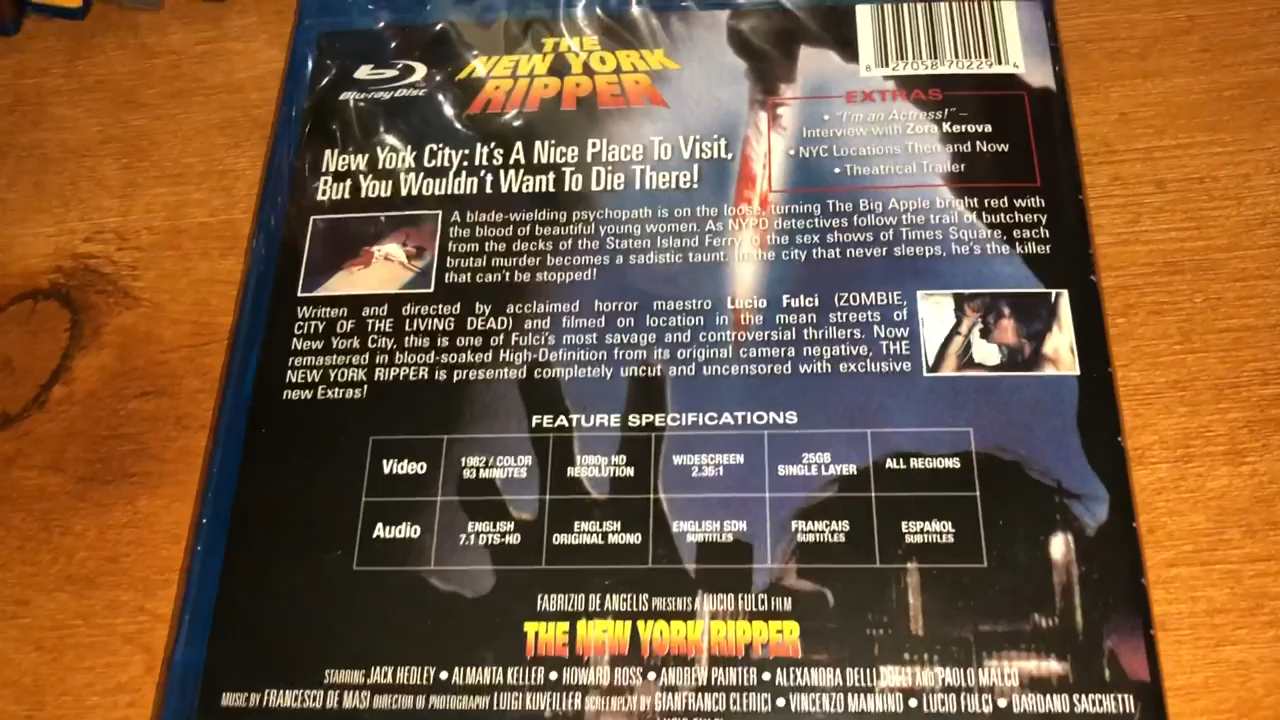 THE
NEW YORK
RIPPER
Blu-ray Disc
8 27058 70229 4
EXTRAS
• "I'm an Actress!" –
Interview with Zora Kerova
• NYC Locations Then and Now
• Theatrical Trailer
New York City: It's A Nice Place To Visit,
But You Wouldn't Want To Die There!
A blade-wielding psychopath is on the loose, turning The Big Apple bright red with
the blood of beautiful young women. As NYPD detectives follow the trail of butchery
from the decks of the Staten Island Ferry to the sex shows of Times Square, each
brutal murder becomes a sadistic taunt. In the city that never sleeps, he's the killer
that can't be stopped!
Written and directed by acclaimed horror maestro Lucio Fulci (ZOMBIE,
CITY OF THE LIVING DEAD) and filmed on location in the mean streets of
New York City, this is one of Fulci's most savage and controversial thrillers. Now
remastered in blood-soaked High-Definition from its original camera negative, THE
NEW YORK RIPPER is presented completely uncut and uncensored with exclusive
new Extras!
FEATURE SPECIFICATIONS
Video
1982 / COLOR
93 MINUTES
1080p HD
RESOLUTION
WIDESCREEN
2.35:1
25GB
SINGLE LAYER
ALL REGIONS
Audio
ENGLISH
7.1 DTS-HD
ENGLISH
ORIGINAL MONO
ENGLISH SDH
SUBTITLES
FRANÇAIS
SUBTITLES
ESPAÑOL
SUBTITLES
FABRIZIO DE ANGELIS PRESENTS A LUCIO FULCI FILM
THE NEW YORK RIPPER
STARRING JACK HEDLEY • ALMANTA KELLER • HOWARD ROSS • ANDREW PAINTER • ALEXANDRA DELLI COLLI AND PAOLO MALCO
MUSIC BY FRANCESCO DE MASI DIRECTOR OF PHOTOGRAPHY LUIGI KUVEILLER SCREENPLAY BY GIANFRANCO CLERICI • VINCENZO MANNINO • LUCIO FULCI • DARDANO SACCHETTI